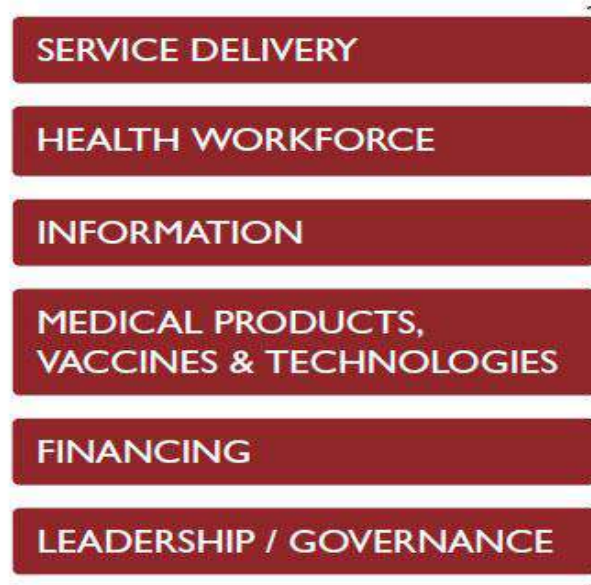 SERVICE DELIVERY
HEALTH WORKFORCE
INFORMATION
MEDICAL PRODUCTS,
VACCINES & TECHNOLOGIES
FINANCING
LEADERSHIP / GOVERNANCE